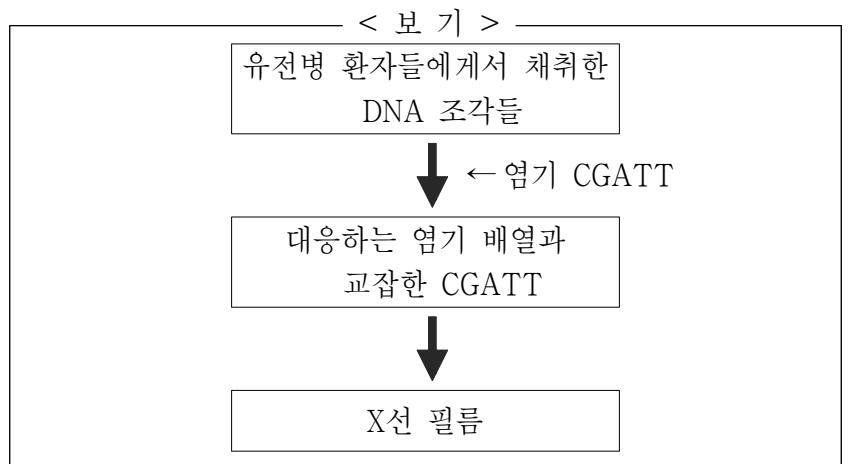 < 보 기 >
유전병 환자들에게서 채취한
DNA 조각들
←염기 CGATT
대응하는 염기 배열과
교잡한 CGATT
X선 필름